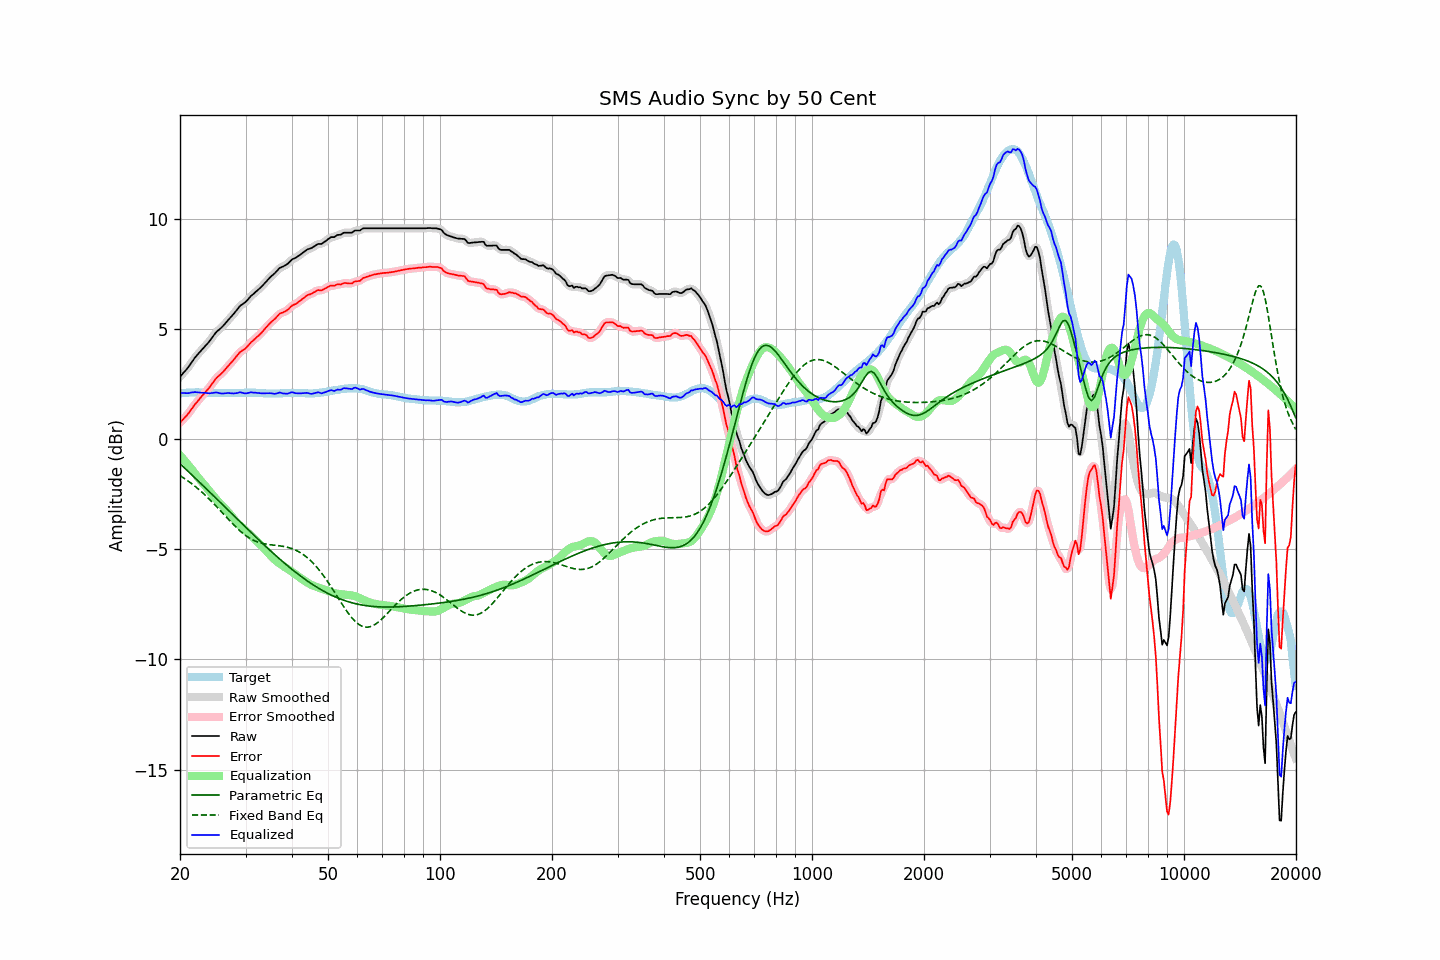 SMS Audio Sync by 50 Cent
Amplitude (dBr)
10
5
0
−5
−10
−15
Target
Raw Smoothed
Error Smoothed
Raw
Error
Equalization
Parametric Eq
Fixed Band Eq
Equalized
20 50 100 200 500 1000 2000 5000 10000 20000
Frequency (Hz)